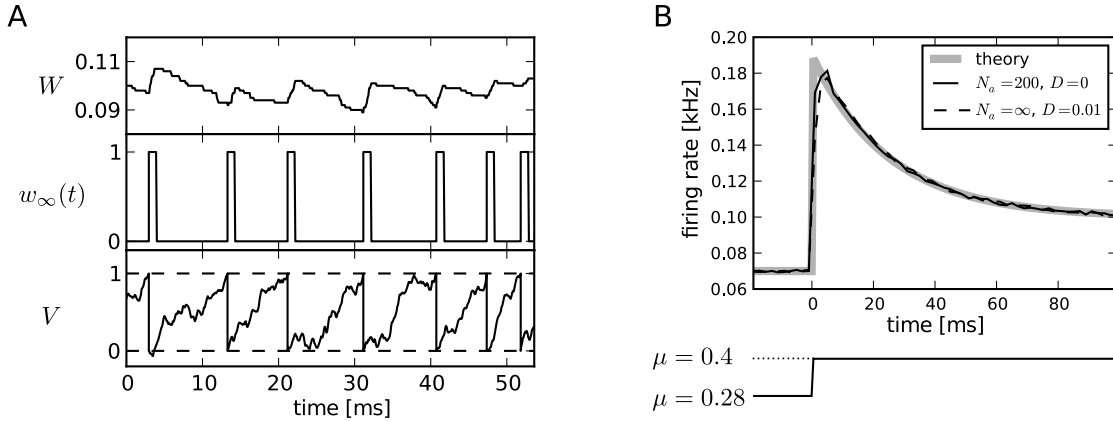 A
W
0.11
0.09
w∞(t)
1
0
V
1
0
0 10 20 30 40 50
time [ms]
B
firing rate [kHz]
0.20
0.18
0.16
0.14
0.12
0.10
0.08
0.06
theory
Nₐ=200, D=0
Nₐ=∞, D=0.01
0 20 40 60 80
time [ms]
μ = 0.4
μ = 0.28